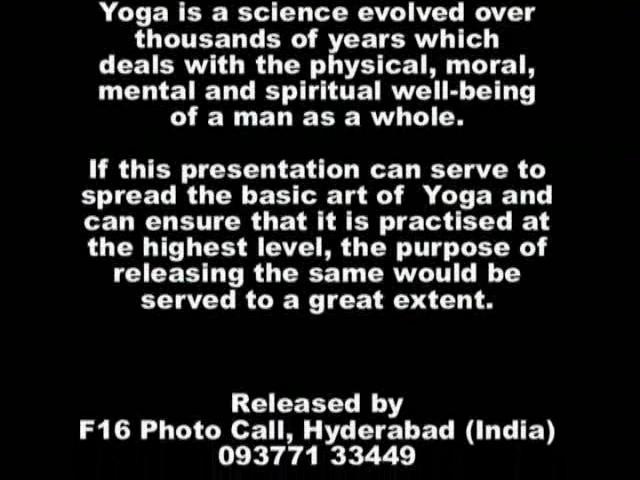 Yoga is a science evolved over
thousands of years which
deals with the physical, moral,
mental and spiritual well-being
of a man as a whole.
If this presentation can serve to
spread the basic art of  Yoga and
can ensure that it is practised at
the highest level, the purpose of
releasing the same would be
served to a great extent.
Released by
F16 Photo Call, Hyderabad (India)
093771 33449